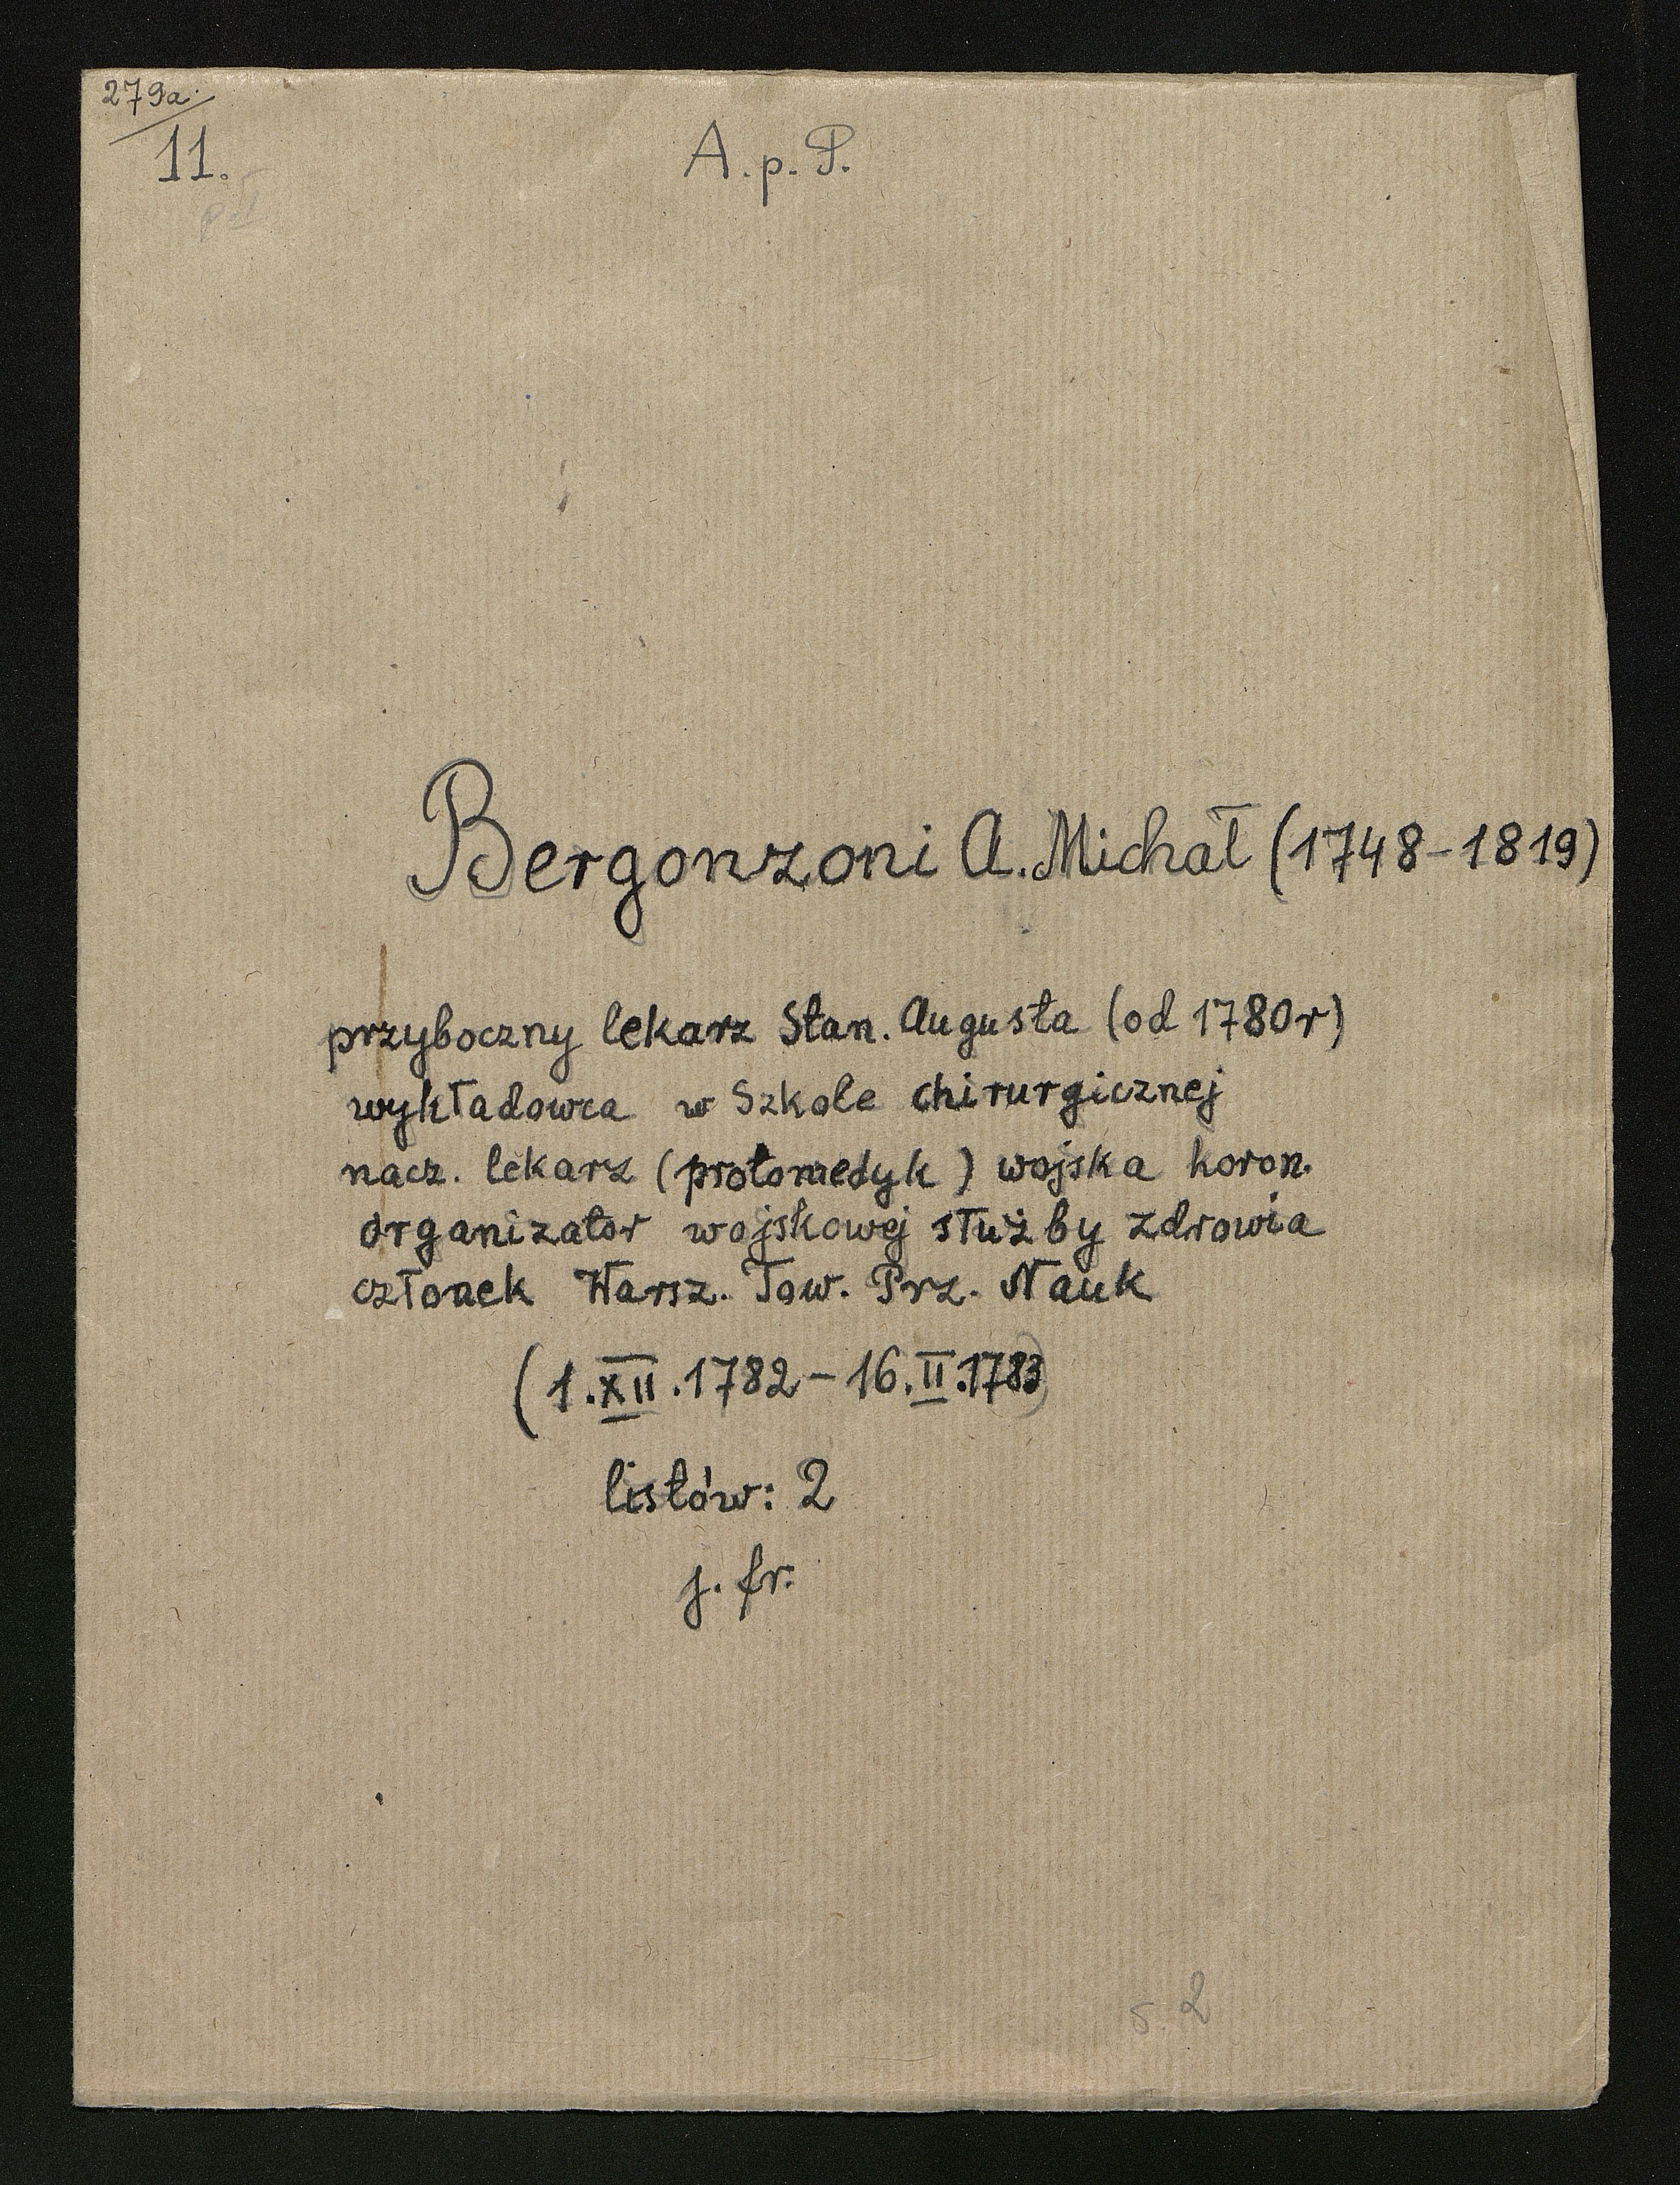 279a.
11.
A. p. P.
Bergonzoni A. Michał (1748-1819)
przyboczny lekarz Stan. Augusta (od 1780r)
wykładowca w Szkole chirurgicznej
nacz. lekarz (protomedyk) wojska koron.
organizator wojskowej służby zdrowia
członek Warsz. Tow. Prz. Nauk
(1.XII.1782 - 16.II.1783)
listów: 2
j. fr.
s. 2